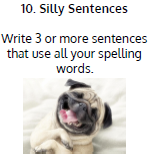 10. Silly Sentences
Write 3 or more sentences
that use all your spelling
words.